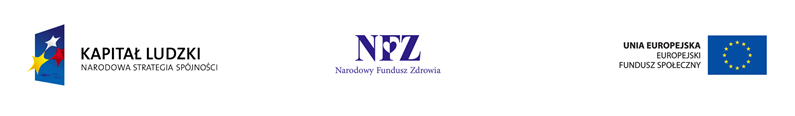 KAPITAŁ LUDZKI
NARODOWA STRATEGIA SPÓJNOŚCI
NFZ
Narodowy Fundusz Zdrowia
UNIA EUROPEJSKA
EUROPEJSKI
FUNDUSZ SPOŁECZNY